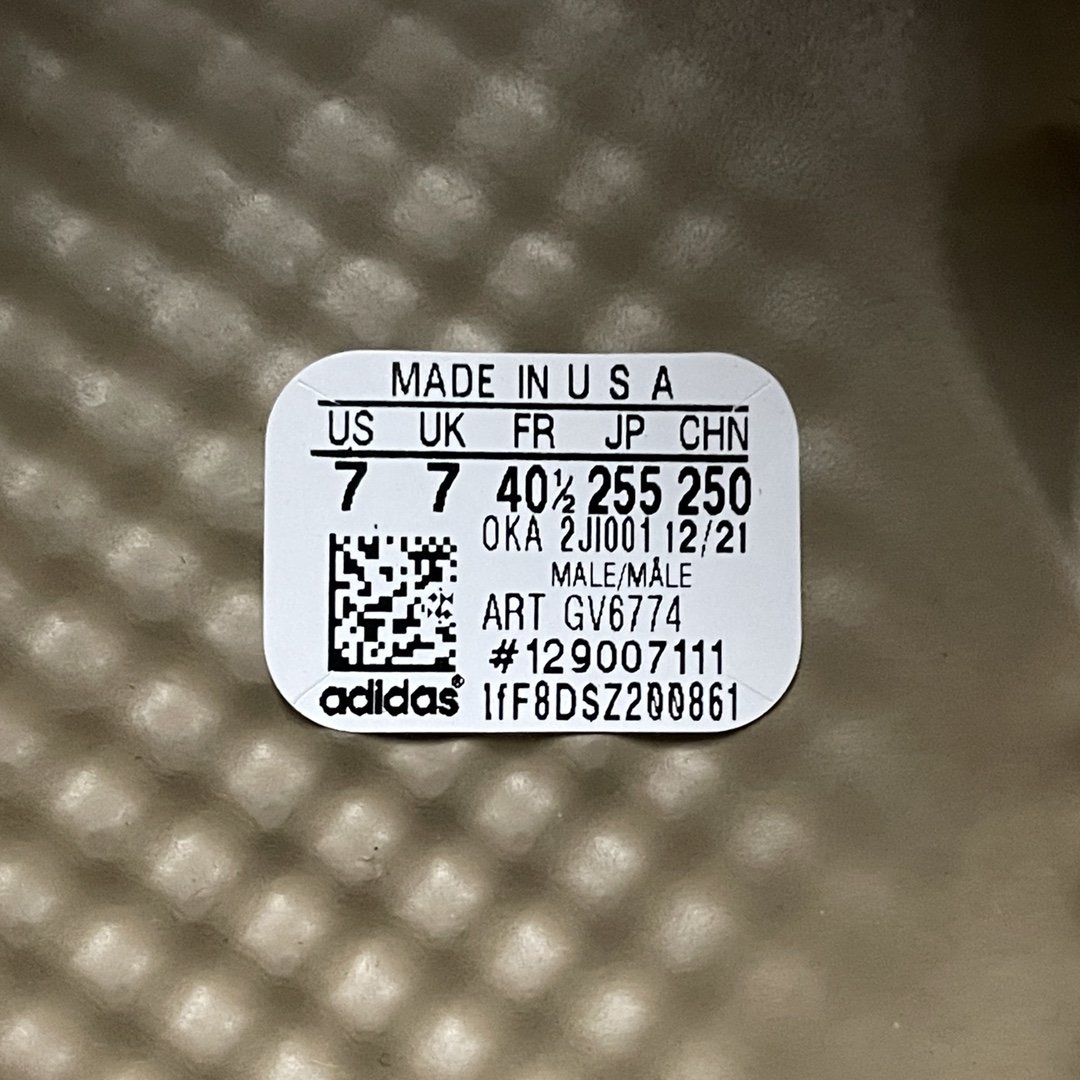 MADE IN U S A
US UK FR JP CHN
7 7 40½ 255 250
OKA 2JI001 12/21
MALE/MÅLE
ART GV6774
#129007111
adidas® 1fF8DSZ200861